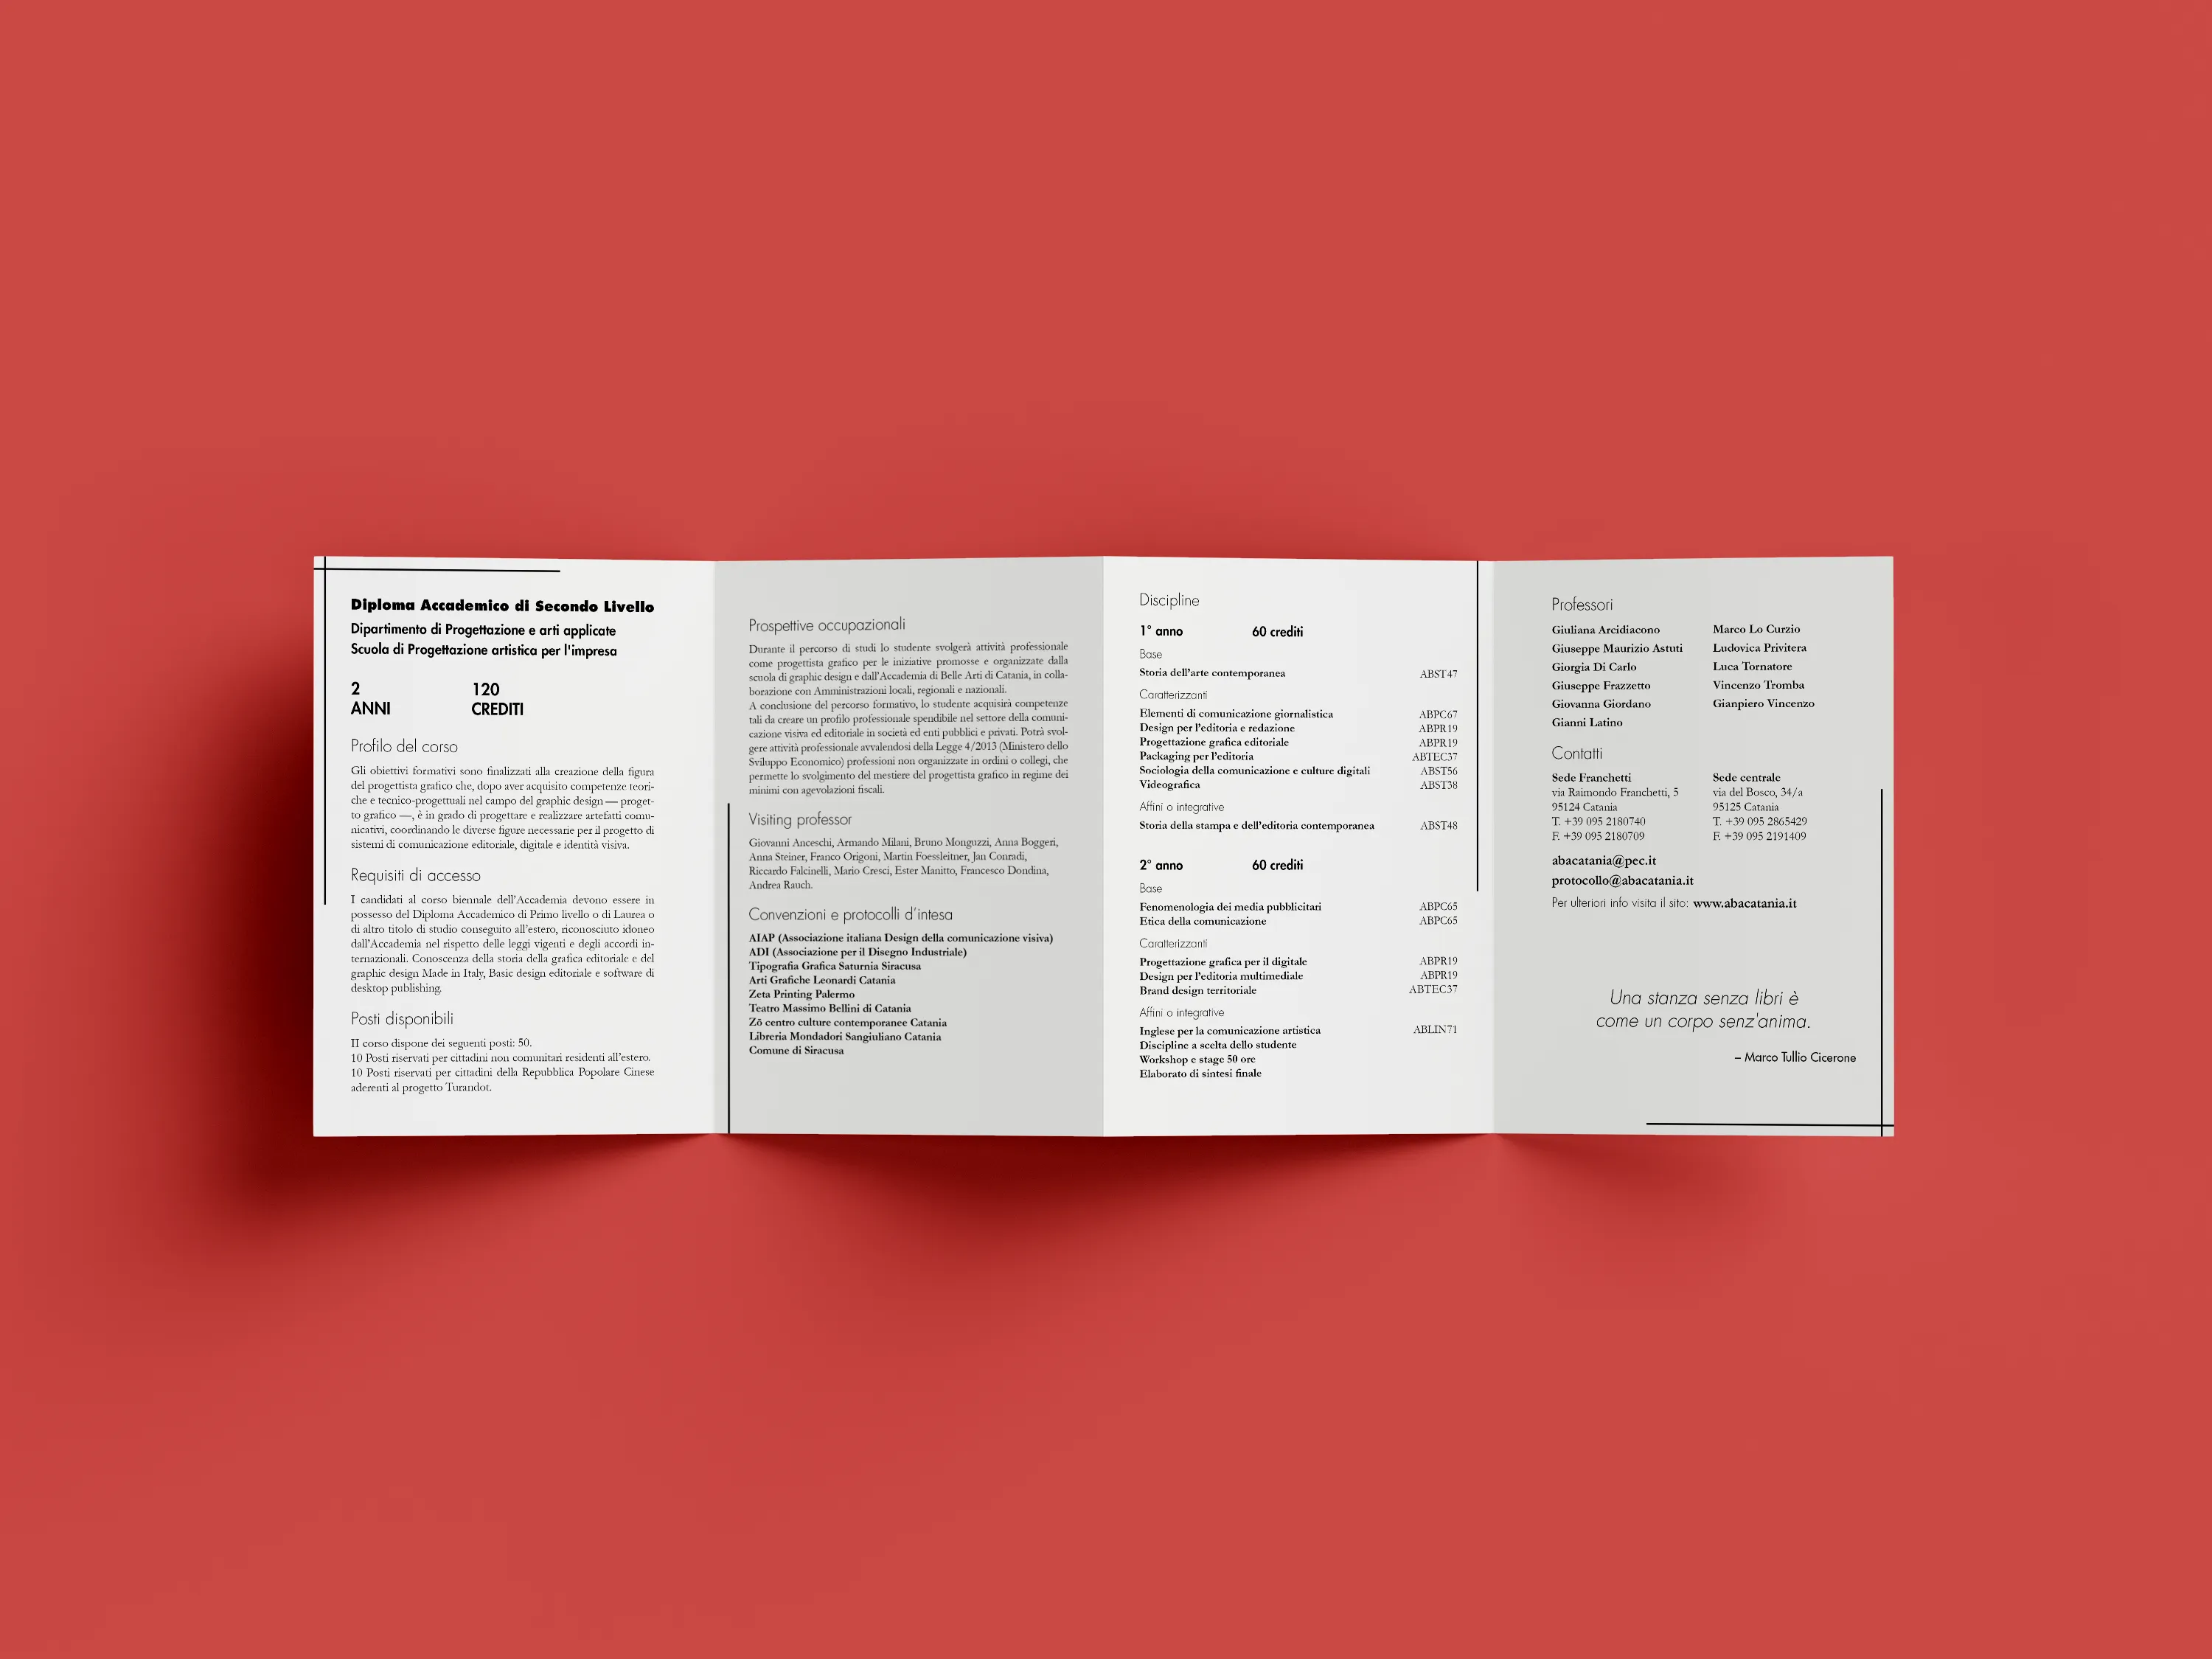 Diploma Accademico di Secondo Livello
Dipartimento di Progettazione e arti applicate
Scuola di Progettazione artistica per l'impresa
2
ANNI
120
CREDITI
Profilo del corso
Gli obiettivi formativi sono finalizzati alla creazione della figura
del progettista grafico che, dopo aver acquisito competenze teori-
che e tecnico-progettuali nel campo del graphic design — proget-
to grafico —, è in grado di progettare e realizzare artefatti comu-
nicativi, coordinando le diverse figure necessarie per il progetto di
sistemi di comunicazione editoriale, digitale e identità visiva.
Requisiti di accesso
I candidati al corso biennale dell'Accademia devono essere in
possesso del Diploma Accademico di Primo livello o di Laurea o
di altro titolo di studio conseguito all'estero, riconosciuto idoneo
dall'Accademia nel rispetto delle leggi vigenti e degli accordi in-
ternazionali. Conoscenza della storia della grafica editoriale e del
graphic design Made in Italy, Basic design editoriale e software di
desktop publishing.
Posti disponibili
II corso dispone dei seguenti posti: 50.
10 Posti riservati per cittadini non comunitari residenti all'estero.
10 Posti riservati per cittadini della Repubblica Popolare Cinese
aderenti al progetto Turandot.
Prospettive occupazionali
Durante il percorso di studi lo studente svolgerà attività professionale
come progettista grafico per le iniziative promosse e organizzate dalla
scuola di graphic design e dall'Accademia di Belle Arti di Catania, in colla-
borazione con Amministrazioni locali, regionali e nazionali.
A conclusione del percorso formativo, lo studente acquisirà competenze
tali da creare un profilo professionale spendibile nel settore della comuni-
cazione visiva ed editoriale in società ed enti pubblici e privati. Potrà svol-
gere attività professionale avvalendosi della Legge 4/2013 (Ministero dello
Sviluppo Economico) professioni non organizzate in ordini o collegi, che
permette lo svolgimento del mestiere del progettista grafico in regime dei
minimi con agevolazioni fiscali.
Visiting professor
Giovanni Anceschi, Armando Milani, Bruno Monguzzi, Anna Boggeri,
Anna Steiner, Franco Origoni, Martin Foessleitner, Jan Conradi,
Riccardo Falcinelli, Mario Cresci, Ester Manitto, Francesco Dondina,
Andrea Rauch.
Convenzioni e protocolli d'intesa
AIAP (Associazione italiana Design della comunicazione visiva)
ADI (Associazione per il Disegno Industriale)
Tipografia Grafica Saturnia Siracusa
Arti Grafiche Leonardi Catania
Zeta Printing Palermo
Teatro Massimo Bellini di Catania
Zō centro culture contemporanee Catania
Libreria Mondadori Sangiuliano Catania
Comune di Siracusa
Discipline
1° anno 60 crediti
Base
Storia dell'arte contemporanea ABST47
Caratterizzanti
Elementi di comunicazione giornalistica ABPC67
Design per l'editoria e redazione ABPR19
Progettazione grafica editoriale ABPR19
Packaging per l'editoria ABTEC37
Sociologia della comunicazione e culture digitali ABST56
Videografica ABST38
Affini o integrative
Storia della stampa e dell'editoria contemporanea ABST48
2° anno 60 crediti
Base
Fenomenologia dei media pubblicitari ABPC65
Etica della comunicazione ABPC65
Caratterizzanti
Progettazione grafica per il digitale ABPR19
Design per l'editoria multimediale ABPR19
Brand design territoriale ABTEC37
Affini o integrative
Inglese per la comunicazione artistica ABLIN71
Discipline a scelta dello studente
Workshop e stage 50 ore
Elaborato di sintesi finale
Professori
Giuliana Arcidiacono
Giuseppe Maurizio Astuti
Giorgia Di Carlo
Giuseppe Frazzetto
Giovanna Giordano
Gianni Latino
Marco Lo Curzio
Ludovica Privitera
Luca Tornatore
Vincenzo Tromba
Gianpiero Vincenzo
Contatti
Sede Franchetti
via Raimondo Franchetti, 5
95124 Catania
T. +39 095 2180740
F. +39 095 2180709
Sede centrale
via del Bosco, 34/a
95125 Catania
T. +39 095 2865429
F. +39 095 2191409
abacatania@pec.it
protocollo@abacatania.it
Per ulteriori info visita il sito: www.abacatania.it
Una stanza senza libri è
come un corpo senz'anima.
– Marco Tullio Cicerone